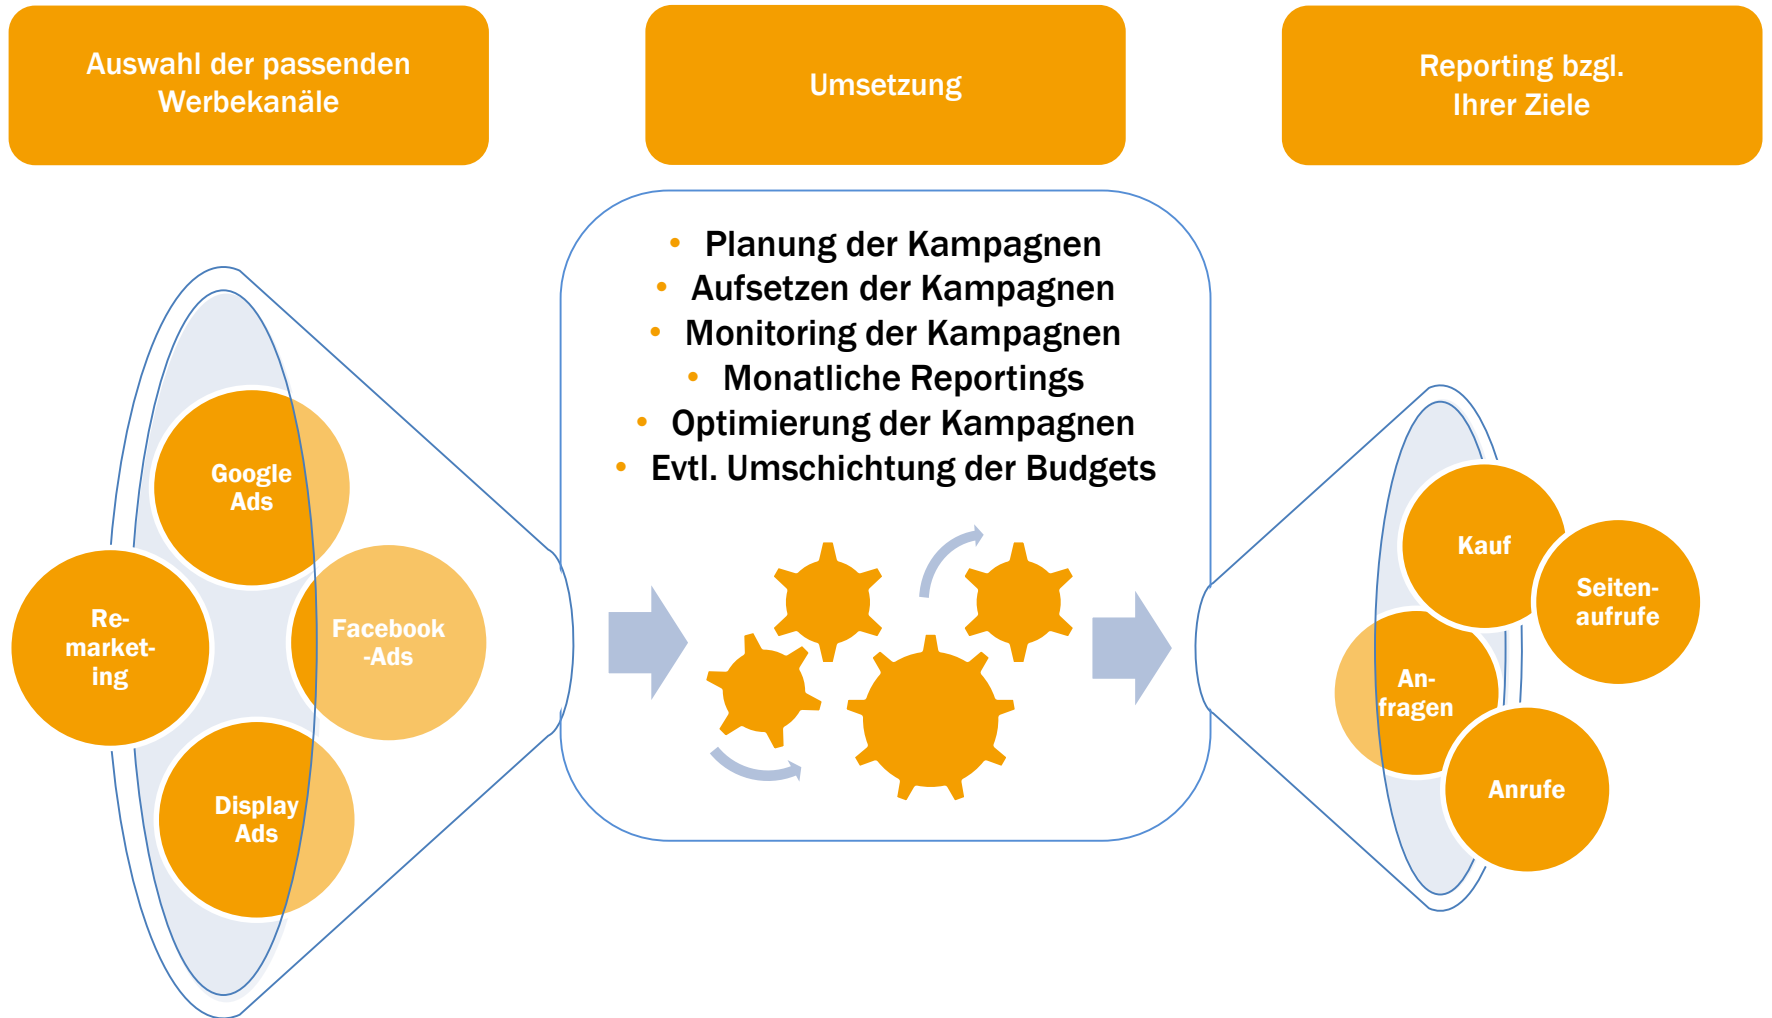 Auswahl der passenden
Werbekanäle
Umsetzung
Reporting bzgl.
Ihrer Ziele
• Planung der Kampagnen
• Aufsetzen der Kampagnen
• Monitoring der Kampagnen
• Monatliche Reportings
• Optimierung der Kampagnen
• Evtl. Umschichtung der Budgets
Google
Ads
Re-
market-
ing
Facebook
-Ads
Display
Ads
Kauf
Seiten-
aufrufe
An-
fragen
Anrufe